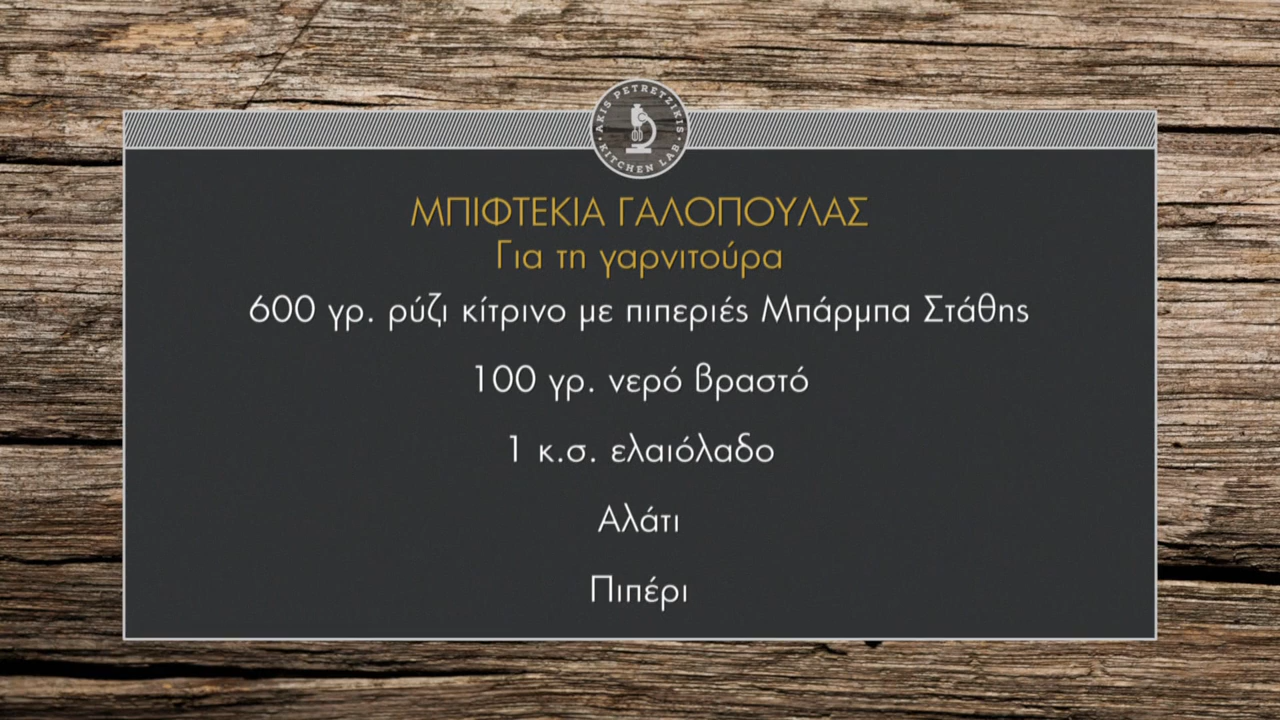 AKIS PETRETZIKIS
KITCHEN LAB
ΜΠΙΦΤΕΚΙΑ ΓΑΛΟΠΟΥΛΑΣ
Για τη γαρνιτούρα
600 γρ. ρύζι κίτρινο με πιπεριές Μπάρμπα Στάθης
100 γρ. νερό βραστό
1 κ.σ. ελαιόλαδο
Αλάτι
Πιπέρι